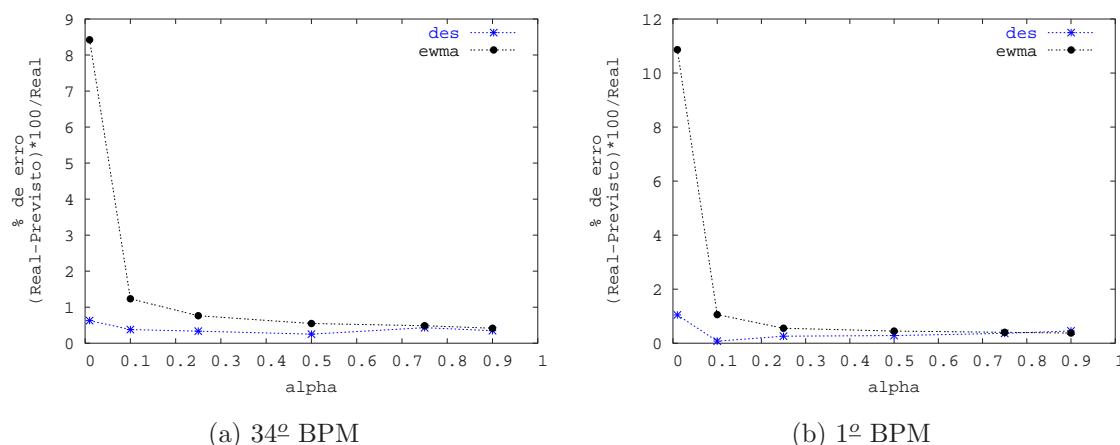 % de erro
(Real-Previsto)*100/Real
9
8
7
6
5
4
3
2
1
0
des
ewma
0 0.1 0.2 0.3 0.4 0.5 0.6 0.7 0.8 0.9 1
alpha
(a) 34º BPM
% de erro
(Real-Previsto)*100/Real
12
10
8
6
4
2
0
des
ewma
0 0.1 0.2 0.3 0.4 0.5 0.6 0.7 0.8 0.9 1
alpha
(b) 1º BPM